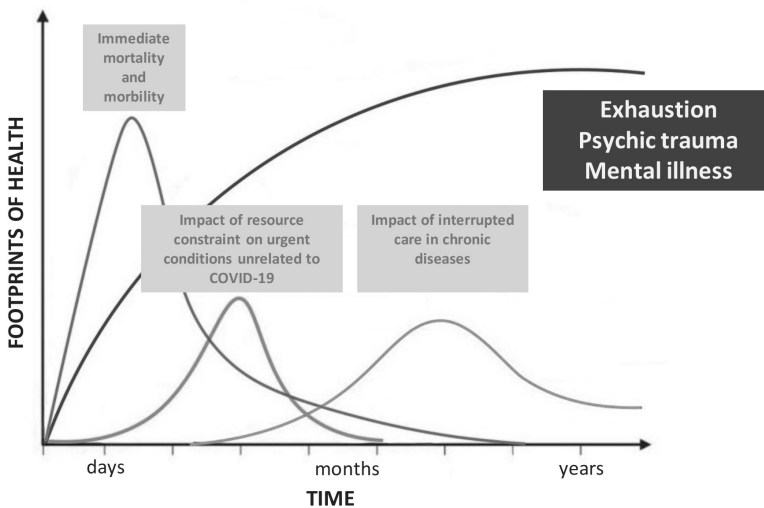 Immediate
mortality
and
morbility
Exhaustion
Psychic trauma
Mental illness
Impact of resource
constraint on urgent
conditions unrelated to
COVID-19
Impact of interrupted
care in chronic
diseases
FOOTPRINTS OF HEALTH
days
months
years
TIME